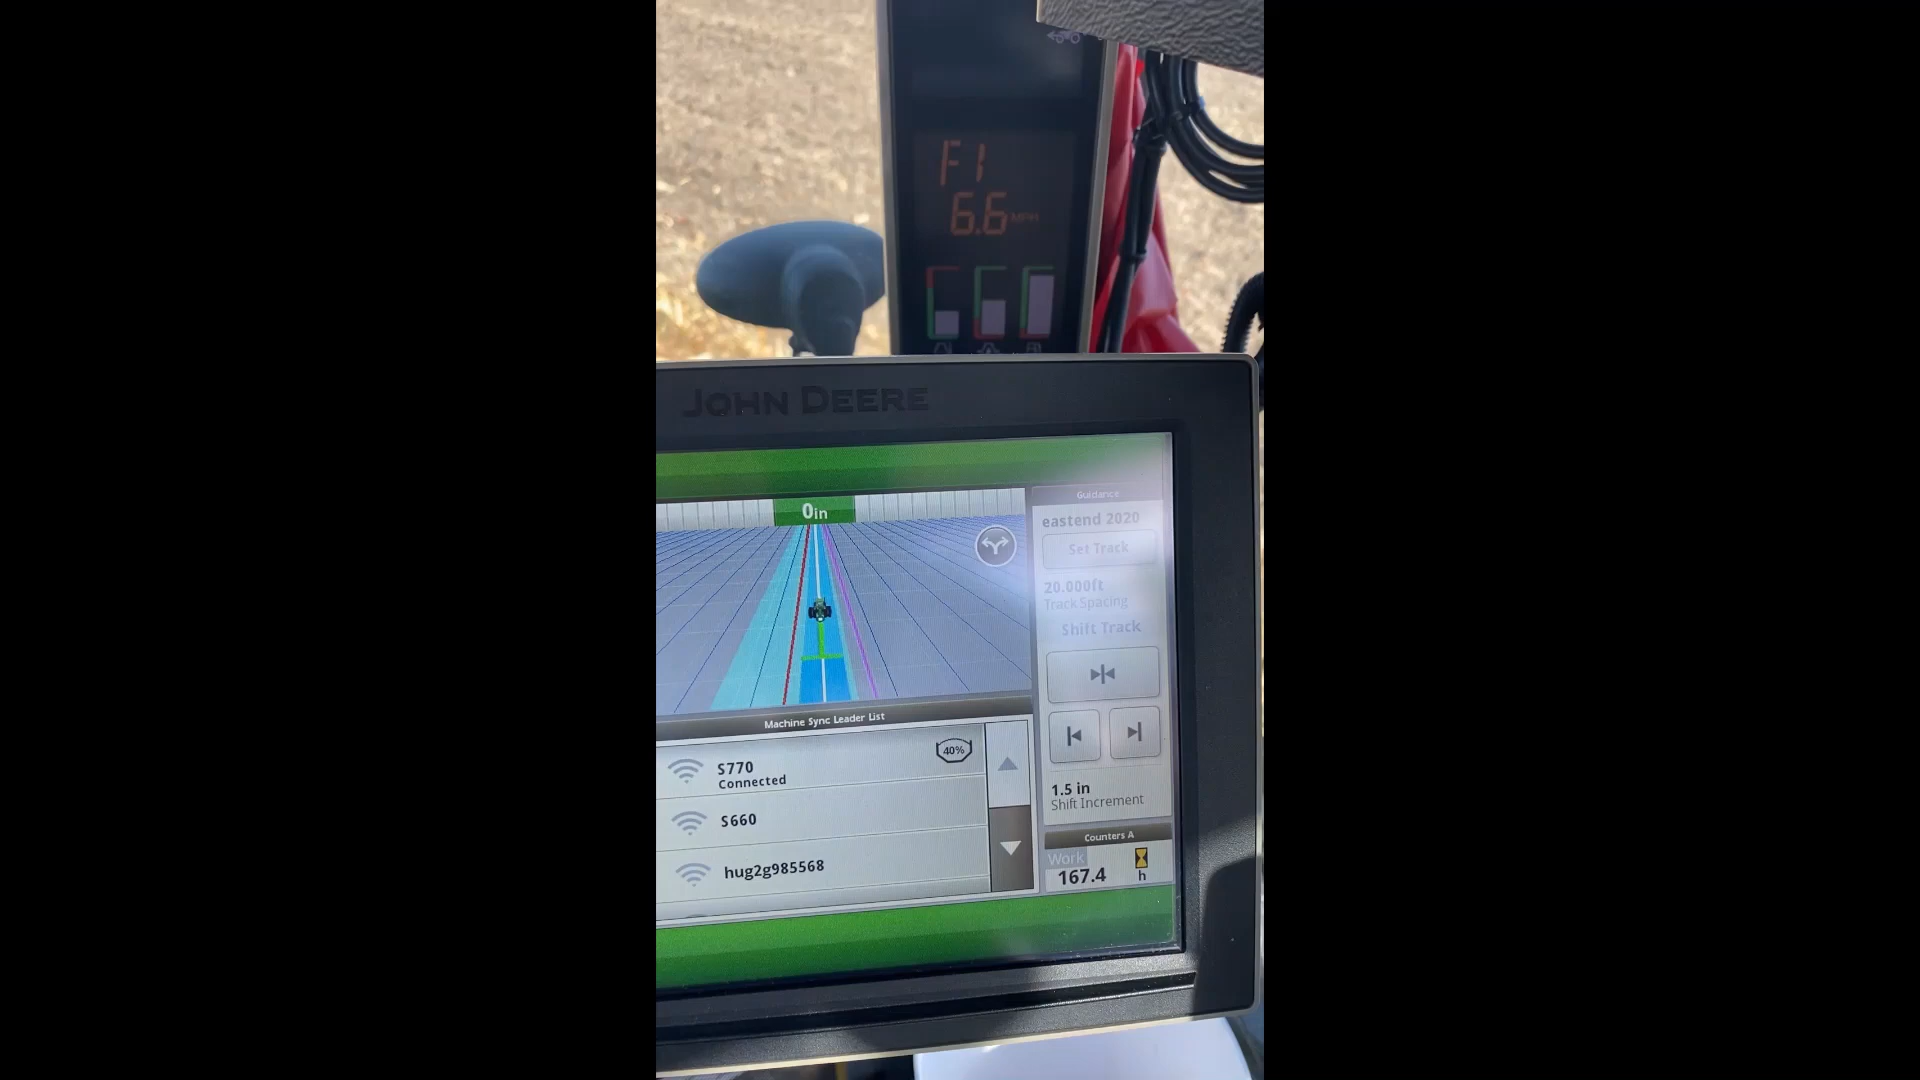 F1
6.6 MPH
JOHN DEERE
0in
Guidance
eastend 2020
Set Track
20.000ft
Track Spacing
Shift Track
Machine Sync Leader List
S770
Connected
40%
S660
hug2g985568
1.5 in
Shift Increment
Counters A
Work
167.4 h